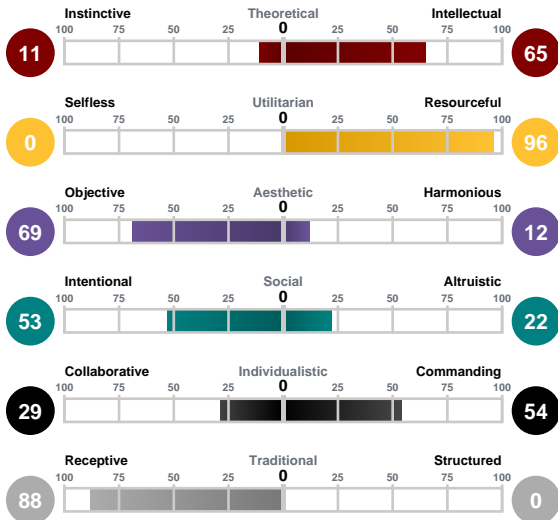 Instinctive Theoretical Intellectual
100 75 50 25 0 25 50 75 100
11 65
Selfless Utilitarian Resourceful
100 75 50 25 0 25 50 75 100
0 96
Objective Aesthetic Harmonious
100 75 50 25 0 25 50 75 100
69 12
Intentional Social Altruistic
100 75 50 25 0 25 50 75 100
53 22
Collaborative Individualistic Commanding
100 75 50 25 0 25 50 75 100
29 54
Receptive Traditional Structured
100 75 50 25 0 25 50 75 100
88 0